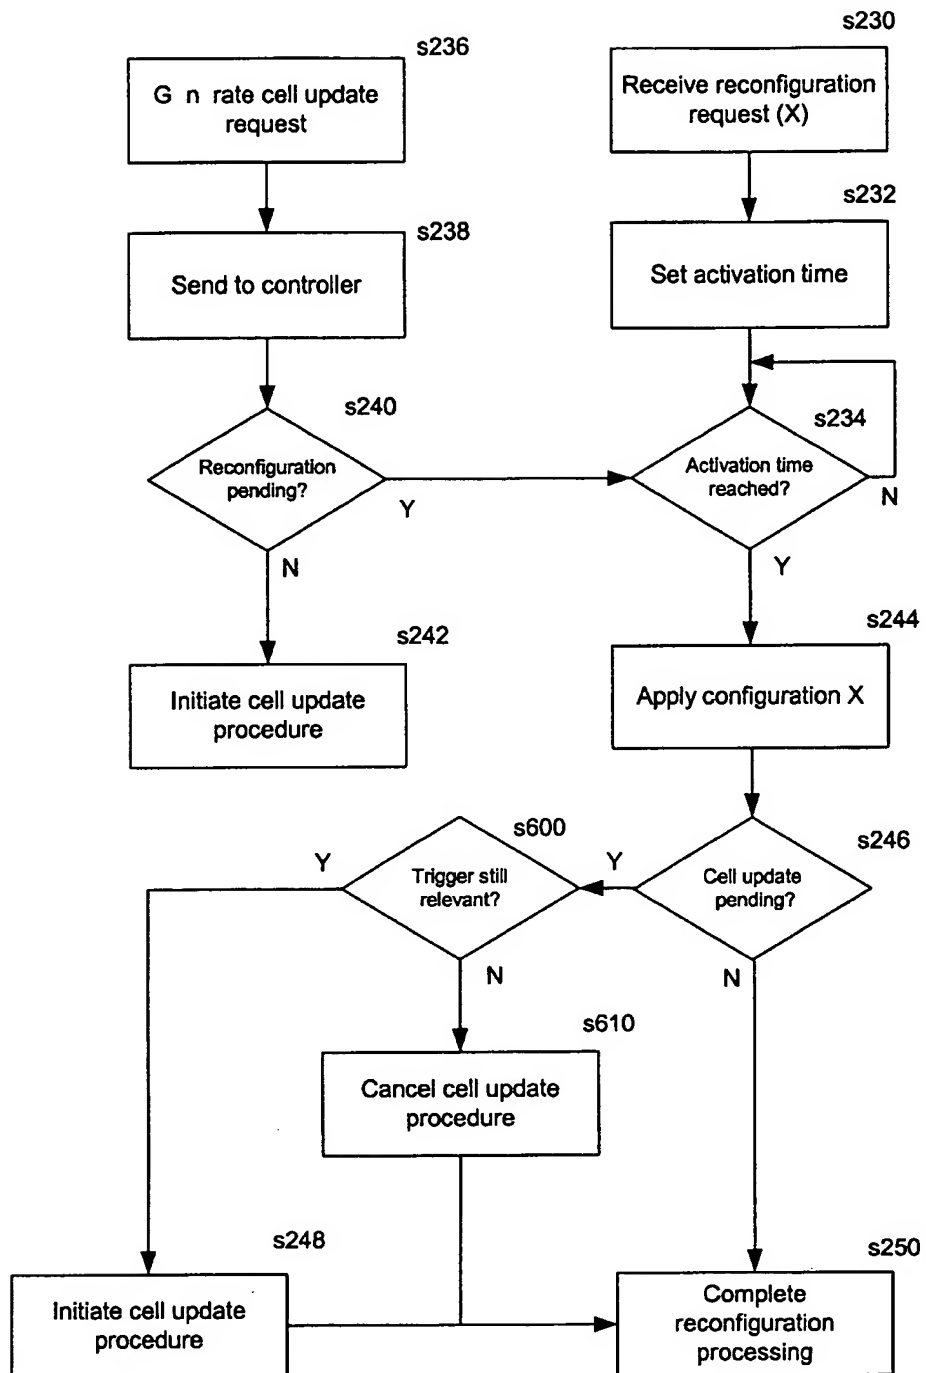 s236
G n rate cell update
request
s230
Receive reconfiguration
request (X)
s238
Send to controller
s232
Set activation time
s240
Reconfiguration
pending?
Y
N
s234
Activation time
reached?
N
Y
s242
Initiate cell update
procedure
s244
Apply configuration X
s246
Cell update
pending?
Y
N
s600
Trigger still
relevant?
Y
N
s610
Cancel cell update
procedure
s248
Initiate cell update
procedure
s250
Complete
reconfiguration
processing